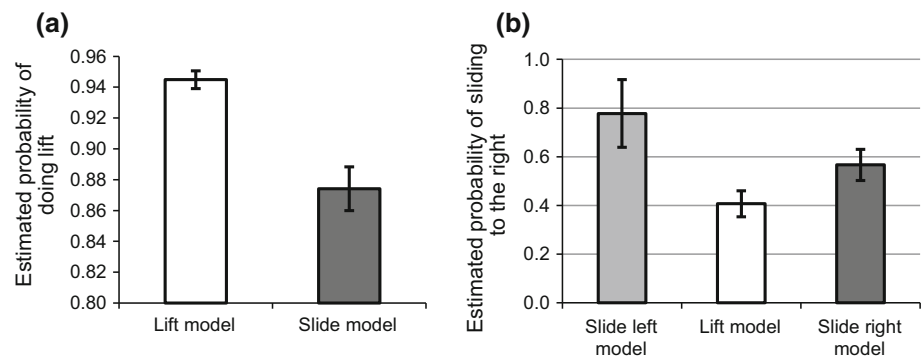 (a)
Estimated probability of
doing lift
0.96
0.94
0.92
0.90
0.88
0.86
0.84
0.82
0.80
Lift model
Slide model
(b)
Estimated probability of sliding
to the right
1.0
0.8
0.6
0.4
0.2
0.0
Slide left
model
Lift model
Slide right
model